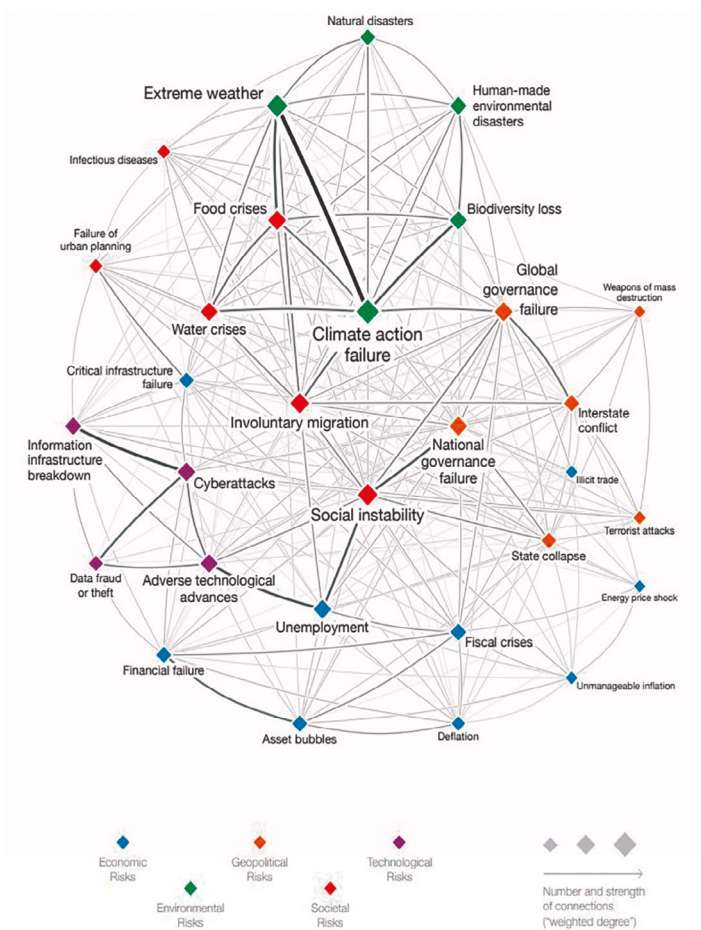 Natural disasters
Extreme weather
Human-made
environmental
disasters
Infectious diseases
Food crises
Biodiversity loss
Failure of
urban planning
Global
governance
failure
Weapons of mass
destruction
Water crises
Climate action
failure
Critical infrastructure
failure
Involuntary migration
Interstate
conflict
Information
infrastructure
breakdown
National
governance
failure
Cyberattacks
Illicit trade
Social instability
Terrorist attacks
State collapse
Data fraud
or theft
Adverse technological
advances
Energy price shock
Unemployment
Fiscal crises
Financial failure
Unmanageable inflation
Asset bubbles
Deflation
Economic
Risks
Geopolitical
Risks
Technological
Risks
Environmental
Risks
Societal
Risks
Number and strength
of connections
("weighted degree")